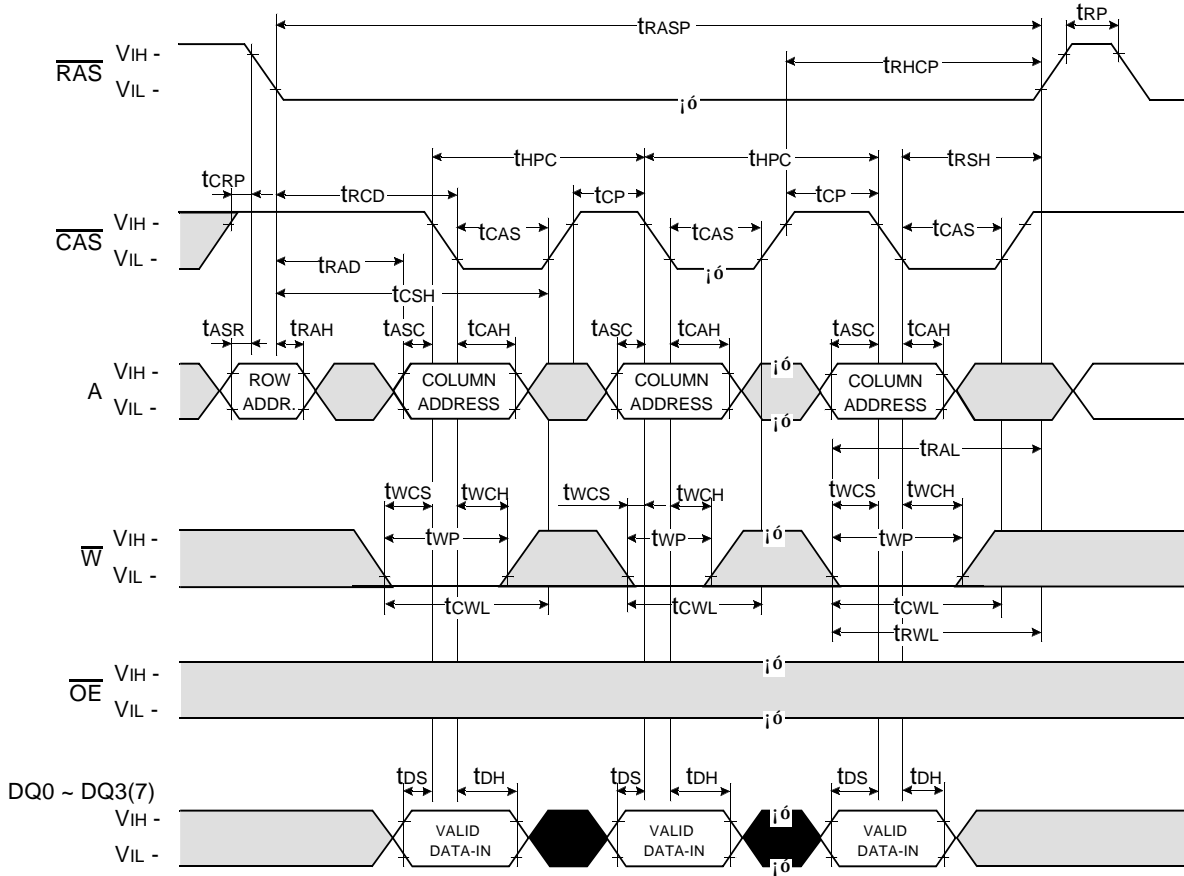 tRASP
tRP
RAS
VIH -
VIL -
tRHCP
¡ó
tHPC
tHPC
tRSH
tCRP
tRCD
tCP
tCP
CAS
VIH -
VIL -
tCAS
tCAS
tCAS
¡ó
tRAD
tCSH
tASR
tRAH
tASC
tCAH
tASC
tCAH
tASC
tCAH
A
VIH -
VIL -
ROW
ADDR.
COLUMN
ADDRESS
COLUMN
ADDRESS
¡ó
¡ó
COLUMN
ADDRESS
tRAL
tWCS
tWCH
tWCS
tWCH
tWCS
tWCH
W
VIH -
VIL -
tWP
tWP
¡ó
tWP
tCWL
tCWL
tCWL
tRWL
OE
VIH -
VIL -
¡ó
¡ó
DQ0 ~ DQ3(7)
VIH -
VIL -
tDS
tDH
tDS
tDH
tDS
tDH
VALID
DATA-IN
VALID
DATA-IN
¡ó
¡ó
VALID
DATA-IN